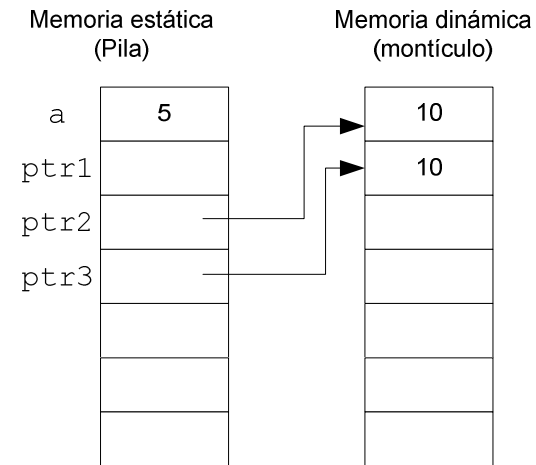 Memoria estática
(Pila)
Memoria dinámica
(montículo)
a
5
10
ptr1
10
ptr2
ptr3